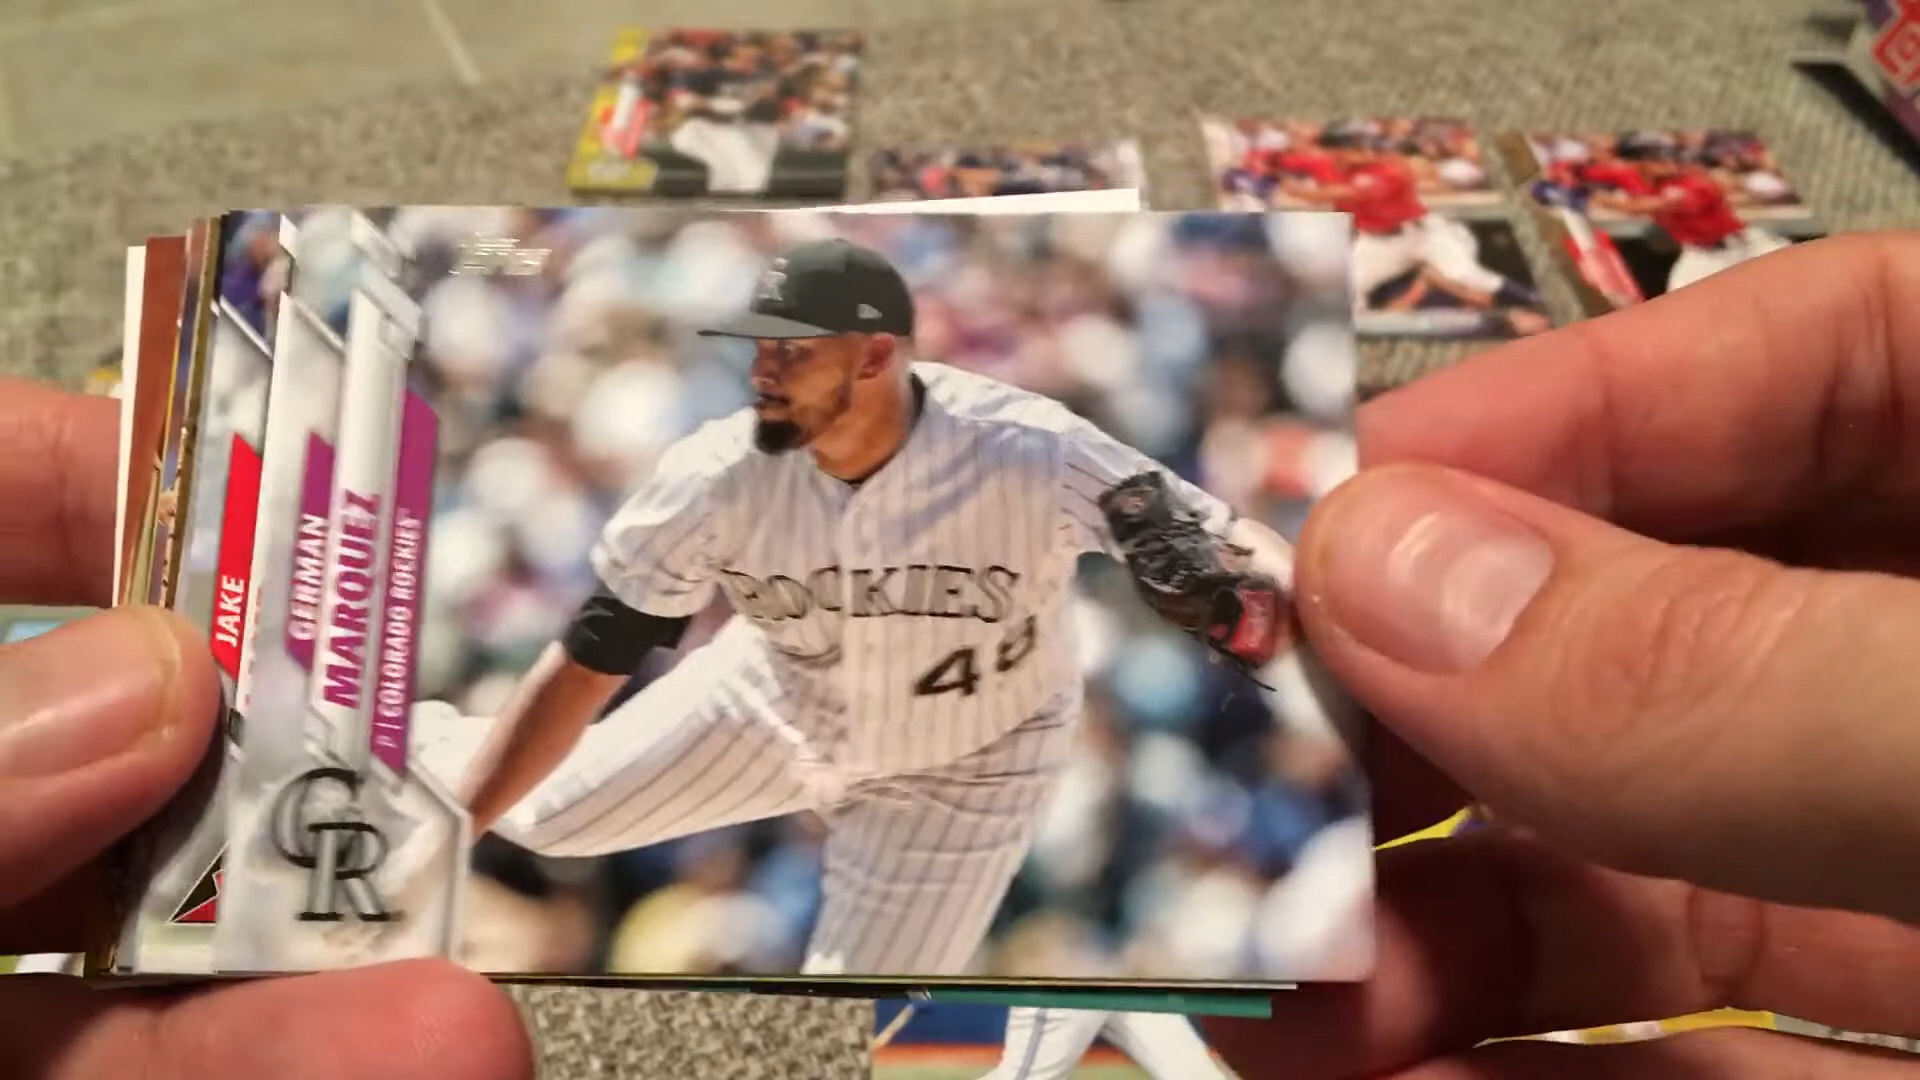 Topps
GERMAN
MARQUEZ
P | COLORADO ROCKIES
CR
ROCKIES
48
JAKE